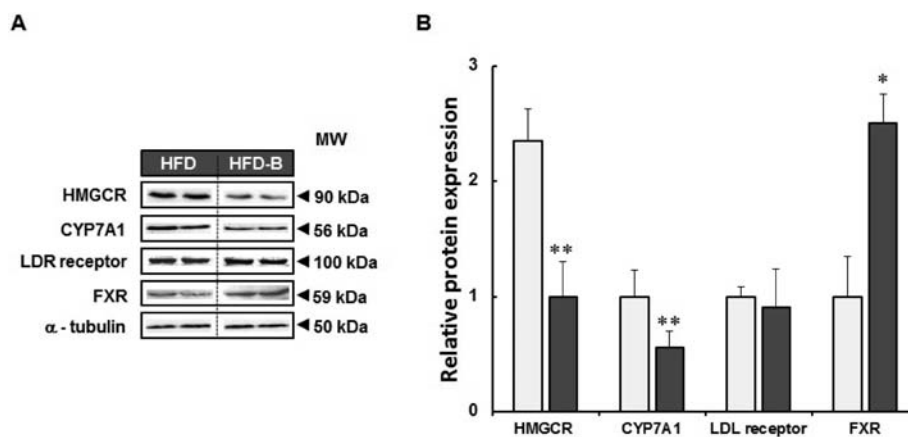 A
MW
HFD HFD-B
HMGCR ◄ 90 kDa
CYP7A1 ◄ 56 kDa
LDR receptor ◄ 100 kDa
FXR ◄ 59 kDa
α - tubulin ◄ 50 kDa
B
Relative protein expression
3
2
1
0
**
**
*
HMGCR CYP7A1 LDL receptor FXR